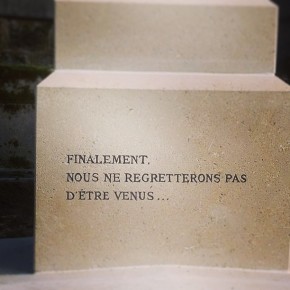 FINALEMENT,
NOUS NE REGRETTERONS PAS
D'ÊTRE VENUS...